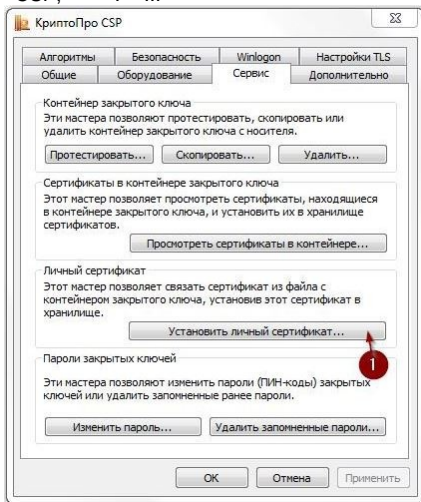 КриптоПро CSP
Алгоритмы Безопасность Winlogon Настройки TLS
Общие Оборудование Сервис Дополнительно
Контейнер закрытого ключа
Эти мастера позволяют протестировать, скопировать или
удалить контейнер закрытого ключа с носителя.
Протестировать... Скопировать... Удалить...
Сертификаты в контейнере закрытого ключа
Этот мастер позволяет просмотреть сертификаты, находящиеся
в контейнере закрытого ключа, и установить их в хранилище
сертификатов.
Просмотреть сертификаты в контейнере...
Личный сертификат
Этот мастер позволяет связать сертификат из файла с
контейнером закрытого ключа, установив этот сертификат в
хранилище.
Установить личный сертификат...
1
Пароли закрытых ключей
Эти мастера позволяют изменить пароли (ПИН-коды) закрытых
ключей или удалить запомненные ранее пароли.
Изменить пароль... Удалить запомненные пароли...
ОК Отмена Применить